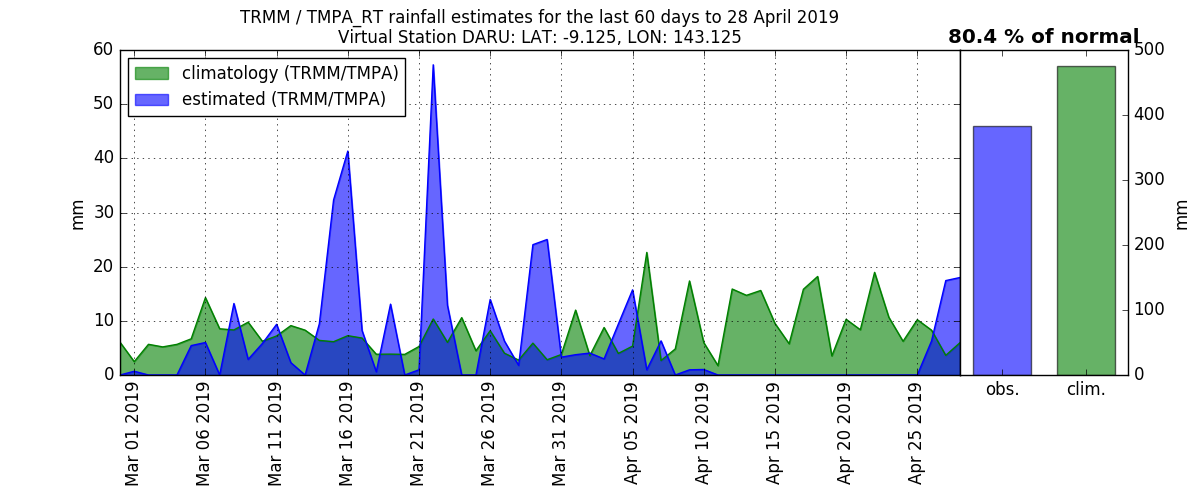 TRMM / TMPA_RT rainfall estimates for the last 60 days to 28 April 2019
Virtual Station DARU: LAT: -9.125, LON: 143.125
80.4 % of normal
climatology (TRMM/TMPA)
estimated (TRMM/TMPA)
60
50
40
30
20
10
0
mm
Mar 01 2019
Mar 06 2019
Mar 11 2019
Mar 16 2019
Mar 21 2019
Mar 26 2019
Mar 31 2019
Apr 05 2019
Apr 10 2019
Apr 15 2019
Apr 20 2019
Apr 25 2019
obs.
clim.
500
400
300
200
100
0
mm